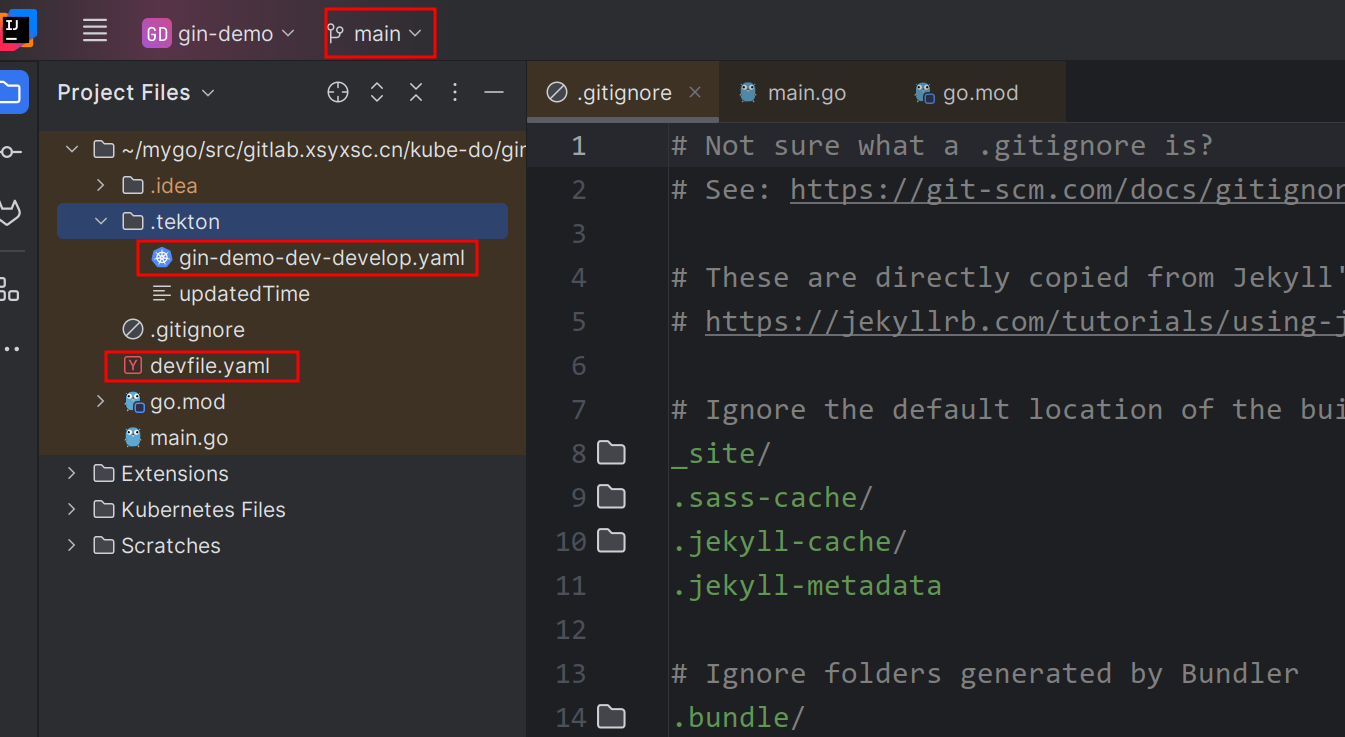 IJ
GD gin-demo main
Project Files
.gitignore main.go go.mod
~/mygo/src/gitlab.xsyxsc.cn/kube-do/gin
.idea
.tekton
gin-demo-dev-develop.yaml
updatedTime
.gitignore
devfile.yaml
go.mod
main.go
Extensions
Kubernetes Files
Scratches
1 # Not sure what a .gitignore is?
2 # See: https://git-scm.com/docs/gitignor
3
4 # These are directly copied from Jekyll'
5 # https://jekyllrb.com/tutorials/using-j
6
7 # Ignore the default location of the bui
8 _site/
9 .sass-cache/
10 .jekyll-cache/
11 .jekyll-metadata
12
13 # Ignore folders generated by Bundler
14 .bundle/